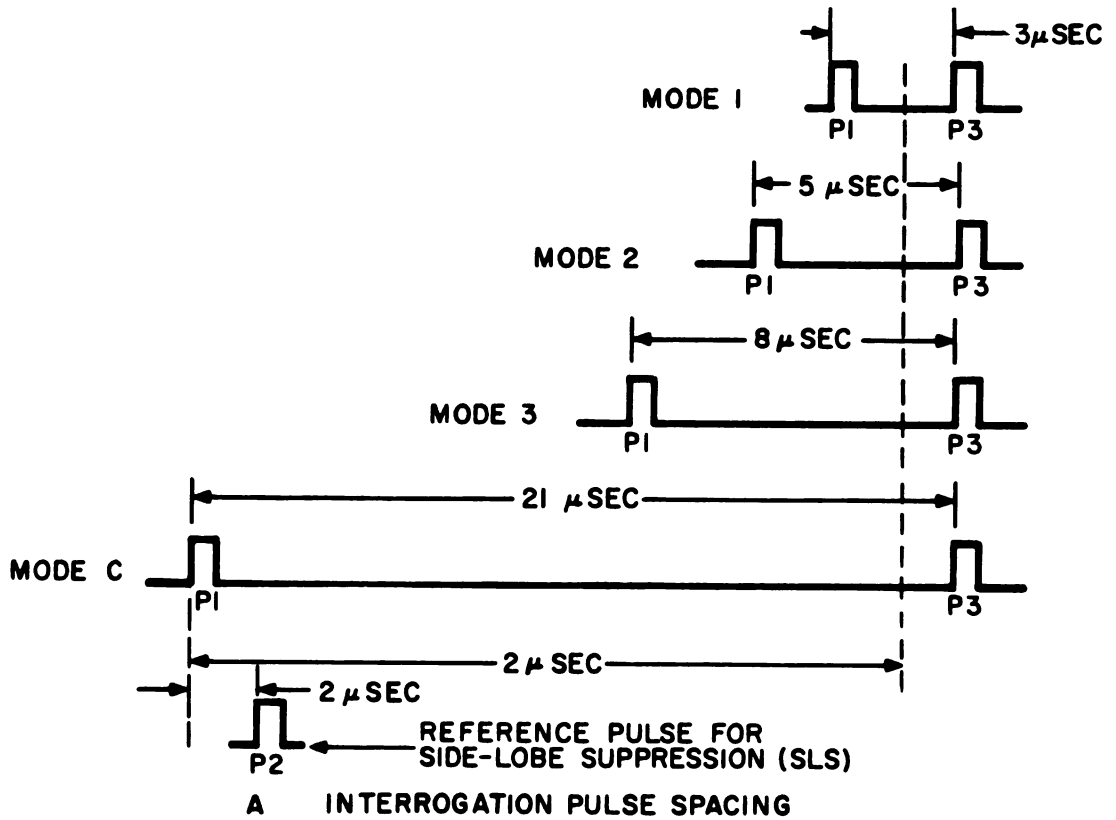 3μSEC
MODE 1
P1 P3
5 μSEC
MODE 2
P1 P3
8 μSEC
MODE 3
P1 P3
21 μSEC
MODE C
P1 P3
2 μSEC
2 μSEC
REFERENCE PULSE FOR
SIDE-LOBE SUPPRESSION (SLS)
P2
A INTERROGATION PULSE SPACING